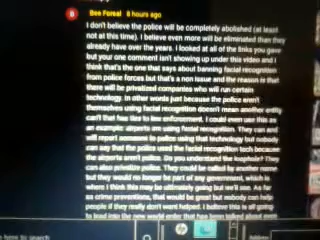 Bee Forsal 8 hours ago
I don't believe the police will be completely abolished (at least
not at this time). I believe even more will be eliminated than they
already have over the years. I looked at all of the links you gave
but your one comment isn't showing up under this video and I
think that's the one that says about banning facial recognition
from police forces but that's a non issue and the reason is that
there will be privatized companies who will run certain
technology. In other words just because the police aren't
themselves using facial recognition doesn't mean another entity
can't that has ties to law enforcement. I could even use this as
an example: airports are using facial recognition. They can and
will report someone to police using that technology but nobody
can say that the police used the facial recognition tech because
the airports aren't police. Do you understand the loophole? They
can also privatize police. They could be called by another name
but they would no longer be part of any government, which is
where I think this may be ultimately going but we'll see. As far
as crime preventions, that would be great but nobody can help
people if they really don't want helped. I believe this is all going
to lead into the new world order that has been talked about
here to search
Address